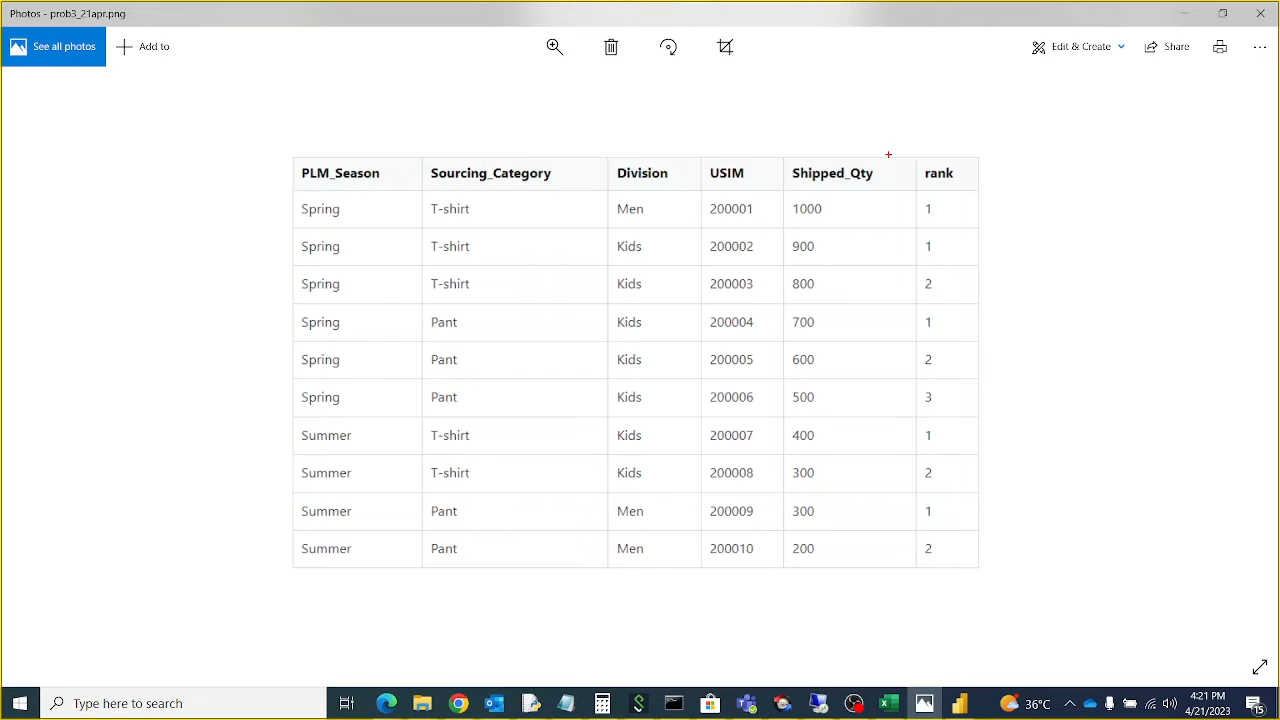 Photos - prob3_21apr.png
See all photos Add to Edit & Create Share
PLM_Season Sourcing_Category Division USIM Shipped_Qty rank
Spring T-shirt Men 200001 1000 1
Spring T-shirt Kids 200002 900 1
Spring T-shirt Kids 200003 800 2
Spring Pant Kids 200004 700 1
Spring Pant Kids 200005 600 2
Spring Pant Kids 200006 500 3
Summer T-shirt Kids 200007 400 1
Summer T-shirt Kids 200008 300 2
Summer Pant Men 200009 300 1
Summer Pant Men 200010 200 2
Type here to search 36°C 4:21 PM
4/21/2023 15